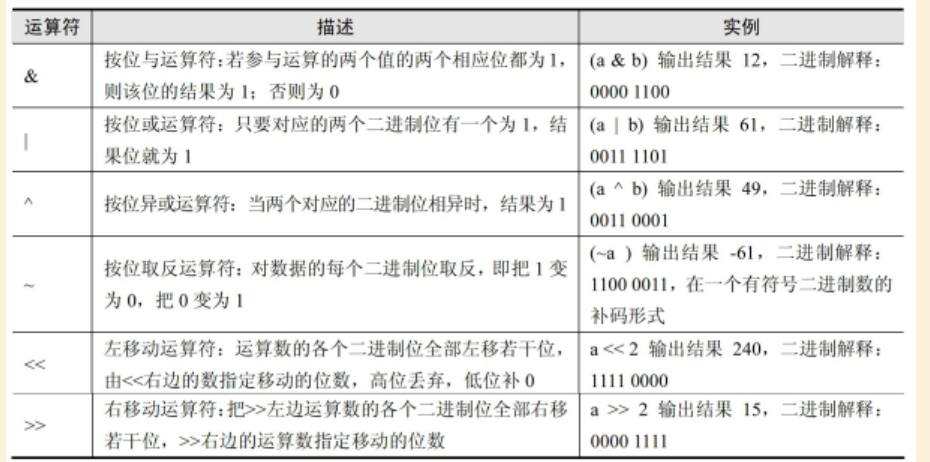 运算符 描述 实例
& 按位与运算符:若参与运算的两个值的两个相应位都为1, (a & b) 输出结果 12,二进制解释:
则该位的结果为 1;否则为 0 0000 1100
| 按位或运算符:只要对应的两个二进制位有一个为 1,结 (a | b) 输出结果 61,二进制解释:
果位就为 1 0011 1101
^ 按位异或运算符:当两个对应的二进制位相异时,结果为 1 (a ^ b) 输出结果 49,二进制解释:
0011 0001
~ 按位取反运算符:对数据的每个二进制位取反,即把 1 变 (~a ) 输出结果 -61,二进制解释:
为 0,把 0 变为 1 1100 0011,在一个有符号二进制数的
补码形式
<< 左移动运算符:运算数的各个二进制位全部左移若干位, a << 2 输出结果 240,二进制解释:
由<<右边的数指定移动的位数,高位丢弃,低位补 0 1111 0000
>> 右移动运算符:把>>左边运算数的各个二进制位全部右移 a >> 2 输出结果 15,二进制解释:
若干位,>>右边的运算数指定移动的位数 0000 1111